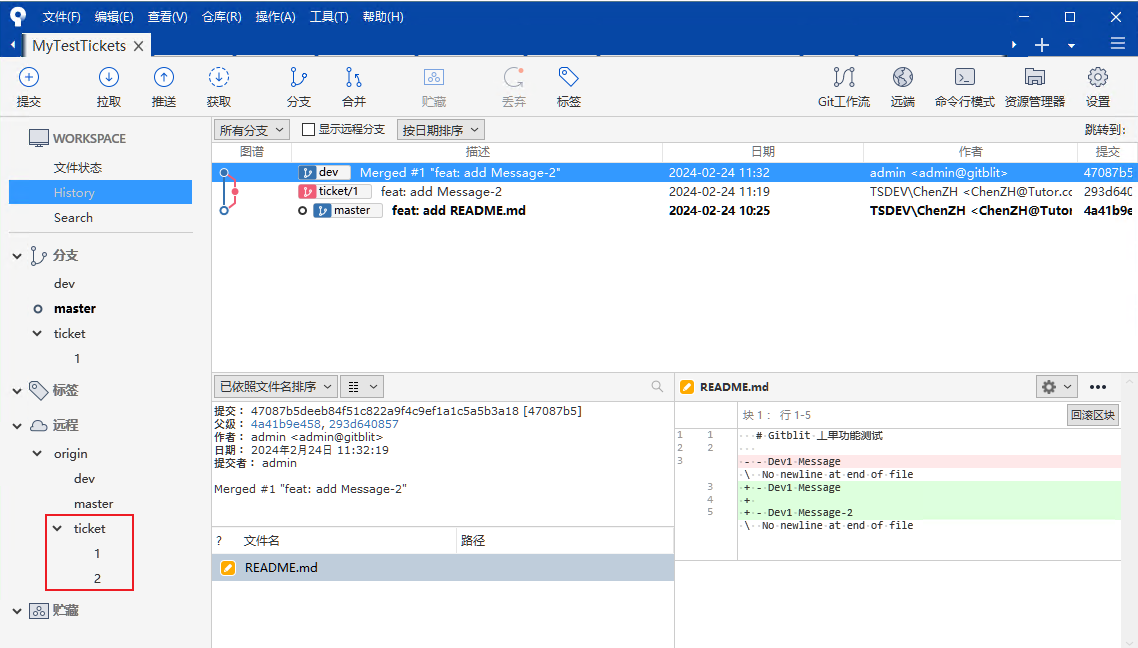 文件(F) 编辑(E) 查看(V) 仓库(R) 操作(A) 工具(T) 帮助(H)
MyTestTickets
提交 拉取 推送 获取 分支 合并 贮藏 丢弃 标签 Git工作流 远端 命令行模式 资源管理器 设置
WORKSPACE
文件状态
History
Search
分支
dev
master
ticket
1
标签
远程
origin
dev
master
ticket
1
2
贮藏
所有分支 显示远程分支 按日期排序 跳转到:
图谱 描述 日期 作者 提交
dev Merged #1 "feat: add Message-2" 2024-02-24 11:32 admin <admin@gitblit> 47087b5
ticket/1 feat: add Message-2 2024-02-24 11:19 TSDEV\ChenZH <ChenZH@Tutor.cc 293d640
master feat: add README.md 2024-02-24 10:25 TSDEV\ChenZH <ChenZH@Tutor 4a41b9e
已依照文件名排序
提交: 47087b5deeb84f51c822a9f4c9ef1a1c5a5b3a18 [47087b5]
父级: 4a41b9e458, 293d640857
作者: admin <admin@gitblit>
日期: 2024年2月24日 11:32:19
提交者: admin
Merged #1 "feat: add Message-2"
? 文件名 路径
README.md
README.md
块 1: 行 1-5 回滚区块
1 1 # Gitblit 工单功能测试
2 2
3 - - Dev1 Message
\ No newline at end of file
3 + - Dev1 Message
4 +
5 + - Dev1 Message-2
\ No newline at end of file